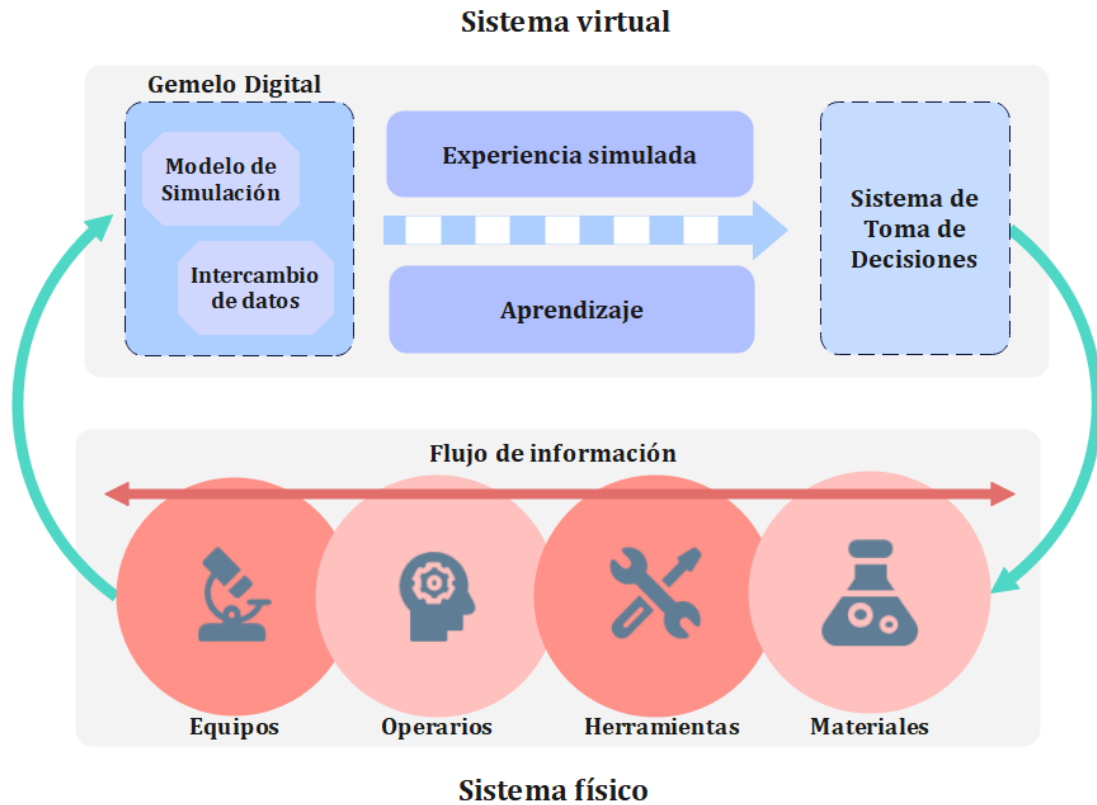 Sistema virtual
Gemelo Digital
Modelo de
Simulación
Intercambio
de datos
Experiencia simulada
Aprendizaje
Sistema de
Toma de
Decisiones
Flujo de información
Equipos
Operarios
Herramientas
Materiales
Sistema físico